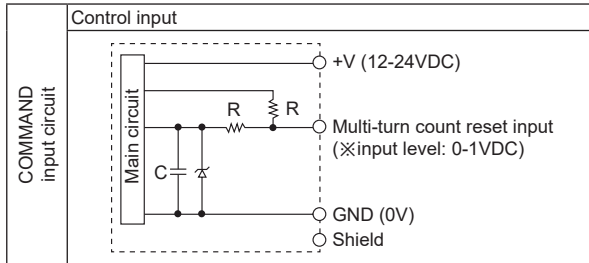 Control input
COMMAND
input circuit
Main circuit
+V (12-24VDC)
R
R
Multi-turn count reset input
(※input level: 0-1VDC)
C
GND (0V)
Shield